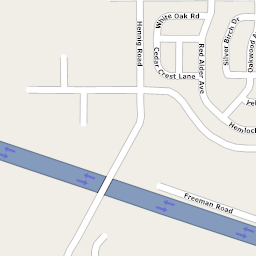 White Oak Rd
Hennig Road
Cedar Crest Lane
Red Alder Ave
Silver Birch Dr
Freeman Road